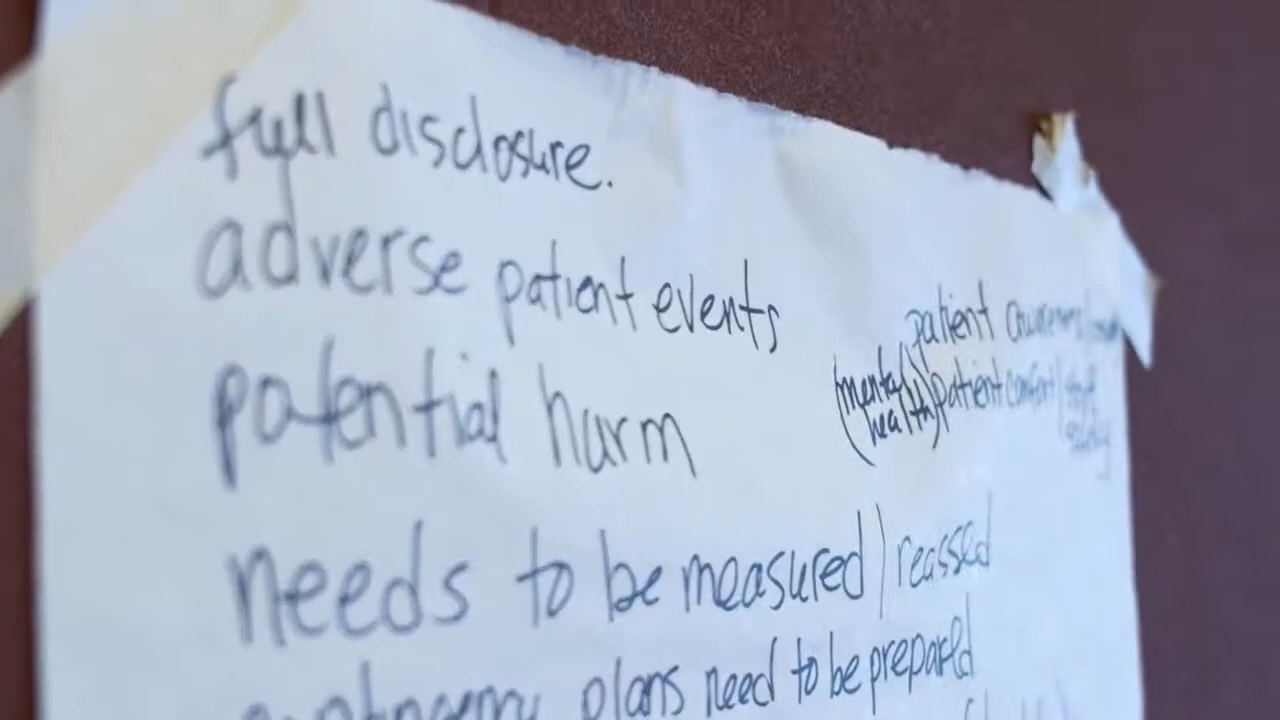 full disclosure.
adverse patient events
potential harm
patient
(mental health) patient comfort /
needs to be measured / reassed
plans need to be prepared